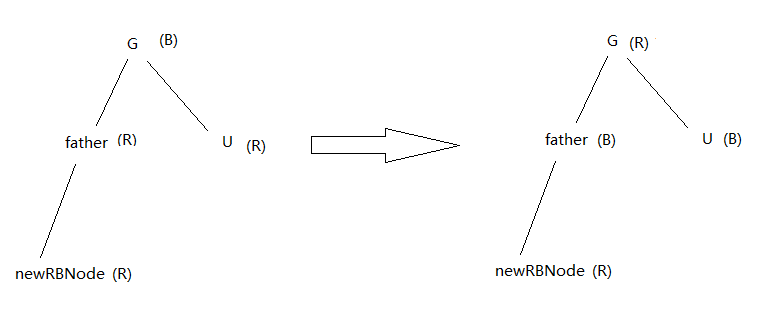 G (B)
father (R)
U (R)
newRBNode (R)
G (R)
father (B)
U (B)
newRBNode (R)